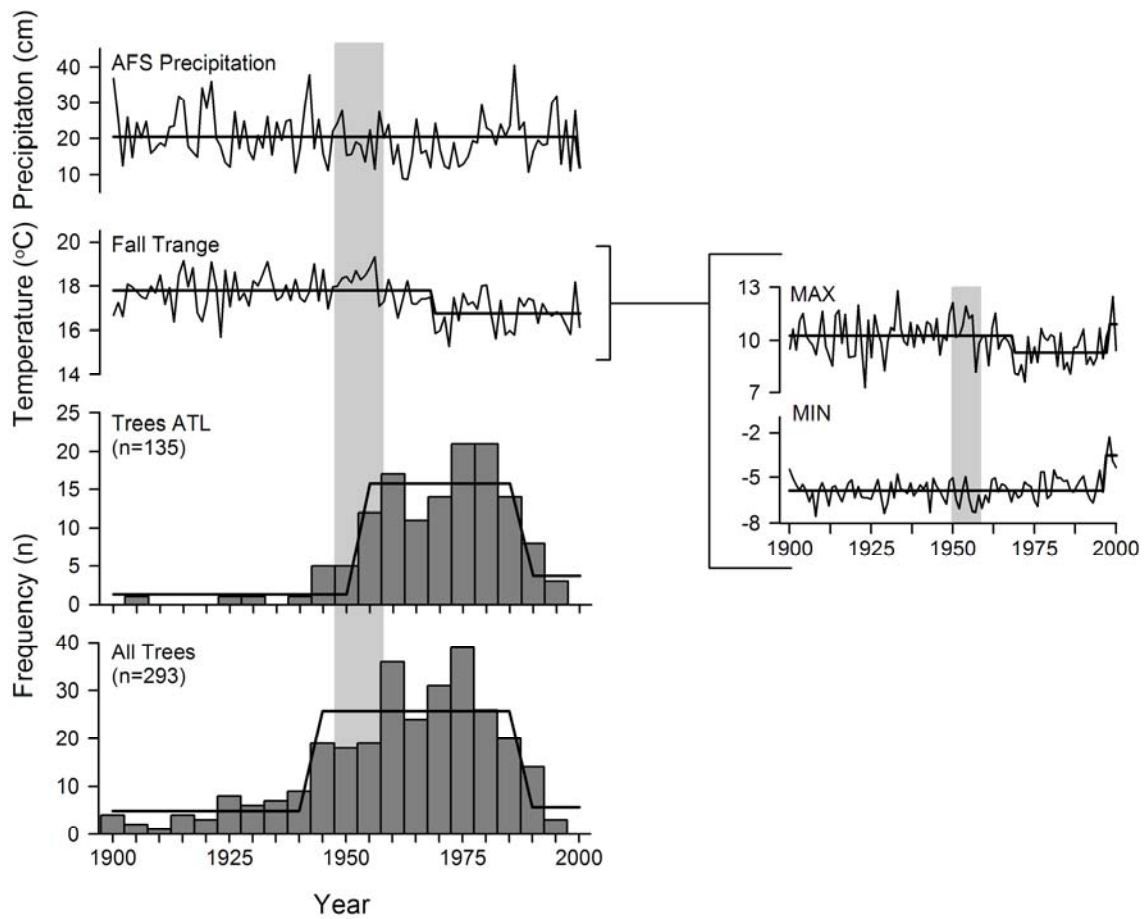 Precipitaton (cm)
AFS Precipitation
40
30
20
10
Temperature (ºC)
Fall Trange
20
18
16
14
MAX
13
10
7
MIN
-2
-5
-8
1900 1925 1950 1975 2000
Frequency (n)
Trees ATL
(n=135)
25
20
15
10
5
0
All Trees
(n=293)
40
30
20
10
0
1900 1925 1950 1975 2000
Year